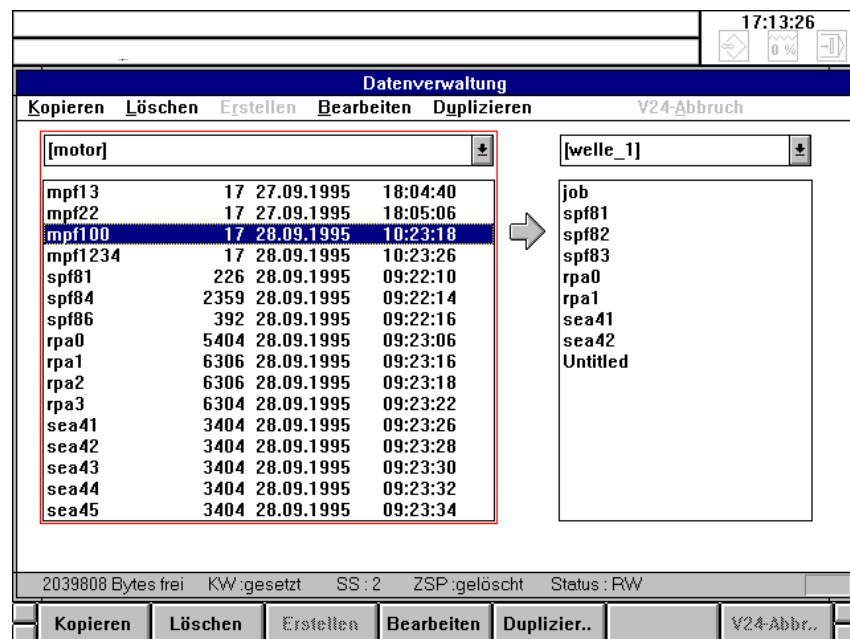 17:13:26
0 %
Datenverwaltung
Kopieren Löschen Erstellen Bearbeiten Duplizieren V24-Abbruch
[motor] [welle_1]
mpf13 17 27.09.1995 18:04:40 job
mpf22 17 27.09.1995 18:05:06 spf81
mpf100 17 28.09.1995 10:23:18 spf82
mpf1234 17 28.09.1995 10:23:26 spf83
spf81 226 28.09.1995 09:22:10 rpa0
spf84 2359 28.09.1995 09:22:14 rpa1
spf86 392 28.09.1995 09:22:16 sea41
rpa0 5404 28.09.1995 09:23:06 sea42
rpa1 6306 28.09.1995 09:23:16 Untitled
rpa2 6306 28.09.1995 09:23:18
rpa3 6304 28.09.1995 09:23:22
sea41 3404 28.09.1995 09:23:26
sea42 3404 28.09.1995 09:23:28
sea43 3404 28.09.1995 09:23:30
sea44 3404 28.09.1995 09:23:32
sea45 3404 28.09.1995 09:23:34
2039808 Bytes frei KW :gesetzt SS : 2 ZSP :gelöscht Status : RW
Kopieren Löschen Erstellen Bearbeiten Duplizier.. V24-Abbr..